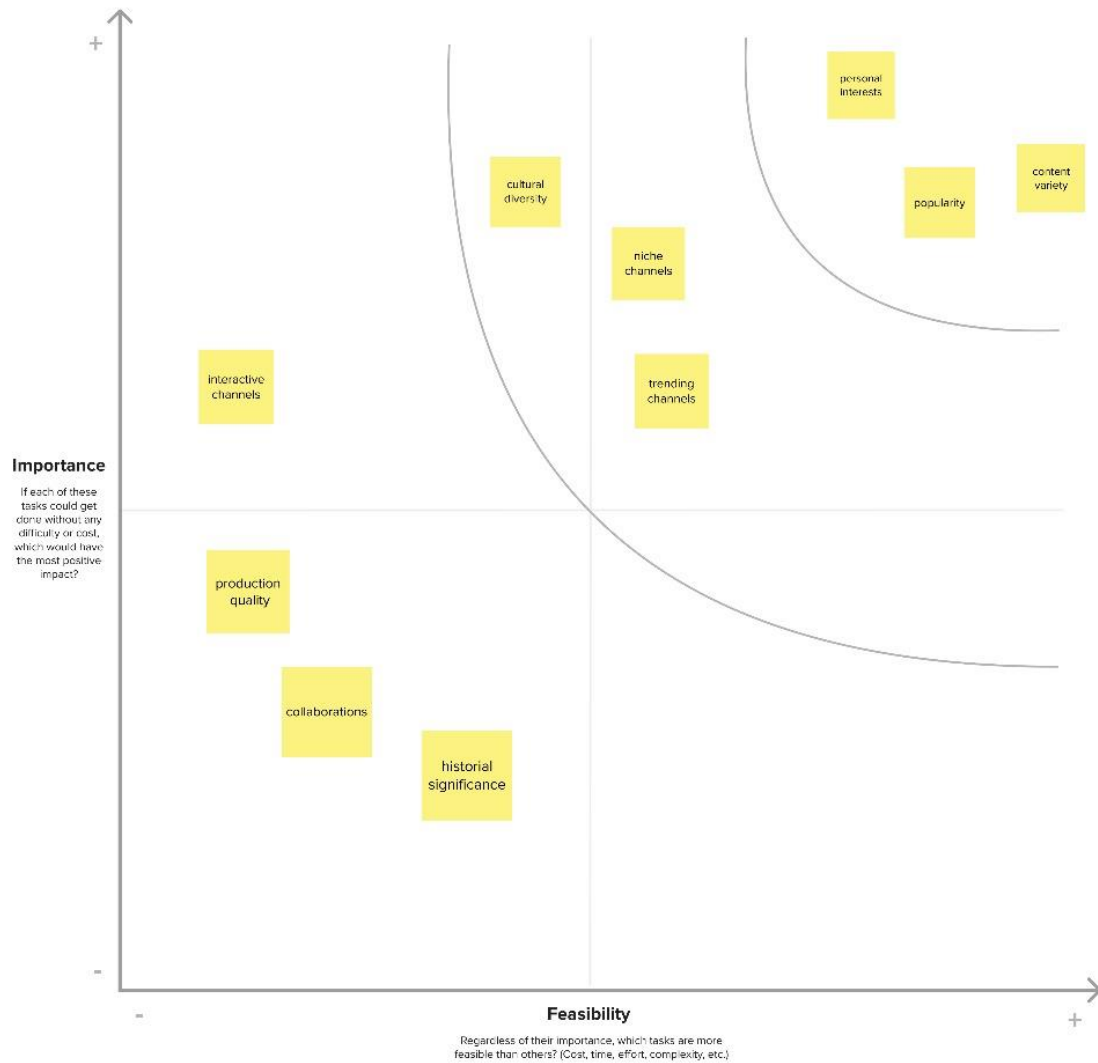 +
personal
interests
cultural
diversity
content
variety
popularity
niche
channels
interactive
channels
trending
channels
Importance
If each of these
tasks could get
done without any
difficulty or cost,
which would have
the most positive
impact?
production
quality
collaborations
historial
significance
-
-
Feasibility
+
Regardless of their importance, which tasks are more
feasible than others? (Cost, time, effort, complexity, etc.)